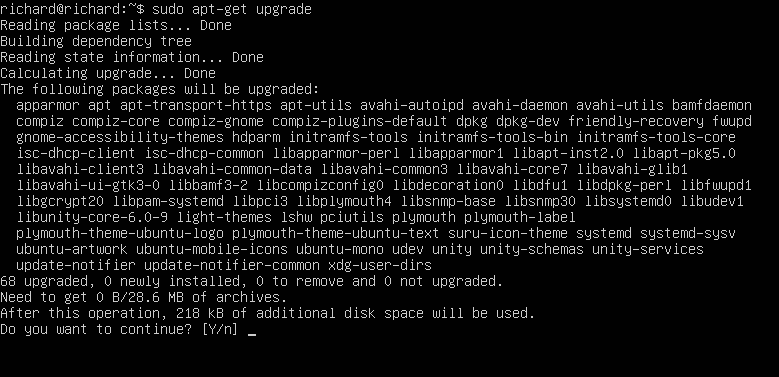 richard@richard:~$ sudo apt-get upgrade
Reading package lists... Done
Building dependency tree
Reading state information... Done
Calculating upgrade... Done
The following packages will be upgraded:
apparmor apt apt-transport-https apt-utils avahi-autoipd avahi-daemon avahi-utils bamfdaemon
compiz compiz-core compiz-gnome compiz-plugins-default dpkg dpkg-dev friendly-recovery fwupd
gnome-accessibility-themes hdparm initramfs-tools initramfs-tools-bin initramfs-tools-core
isc-dhcp-client isc-dhcp-common libapparmor-perl libapparmor1 libapt-inst2.0 libapt-pkg5.0
libavahi-client3 libavahi-common-data libavahi-common3 libavahi-core7 libavahi-glib1
libavahi-ui-gtk3-0 libbamf3-2 libcompizconfig0 libdecoration0 libdfu1 libdpkg-perl libfwupd1
libgcrypt20 libpam-systemd libpci3 libplymouth4 libsnmp-base libsnmp30 libsystemd0 libudev1
libunity-core-6.0-9 light-themes lshw pciutils plymouth plymouth-label
plymouth-theme-ubuntu-logo plymouth-theme-ubuntu-text suru-icon-theme systemd systemd-sysv
ubuntu-artwork ubuntu-mobile-icons ubuntu-mono udev unity unity-schemas unity-services
update-notifier update-notifier-common xdg-user-dirs
68 upgraded, 0 newly installed, 0 to remove and 0 not upgraded.
Need to get 0 B/28.6 MB of archives.
After this operation, 218 kB of additional disk space will be used.
Do you want to continue? [Y/n] _